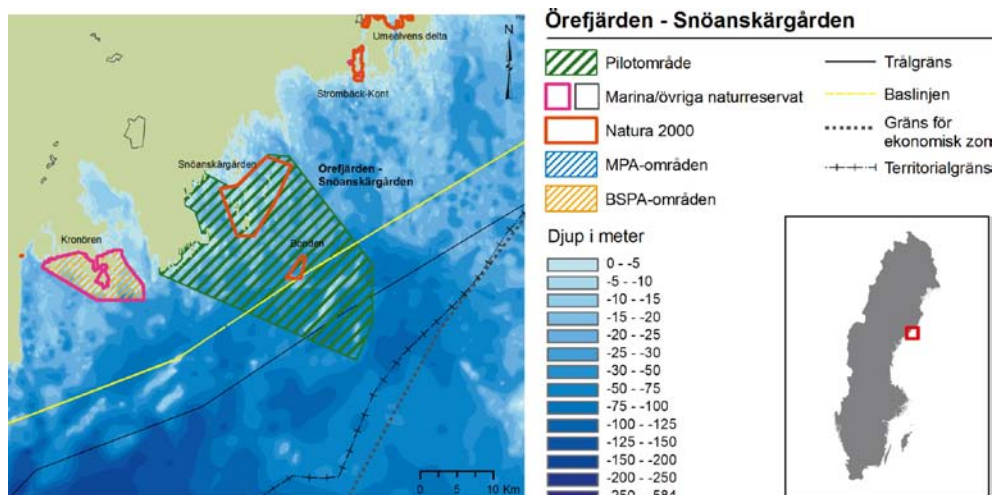 Umeälvens delta
N
Strömbäck-Kont
Snöanskärgården
Örefjärden -
Snöanskärgården
Kronören
Bonden
0 5 10 Km
Örefjärden - Snöanskärgården
Pilotområde
Marina/övriga naturreservat
Natura 2000
MPA-områden
BSPA-områden
Trålgräns
Baslinjen
Gräns för
ekonomisk zon
Territorialgräns
Djup i meter
0 - -5
-5 - -10
-10 - -15
-15 - -20
-20 - -25
-25 - -30
-30 - -50
-50 - -75
-75 - -100
-100 - -125
-125 - -150
-150 - -200
-200 - -250
-250 - -584